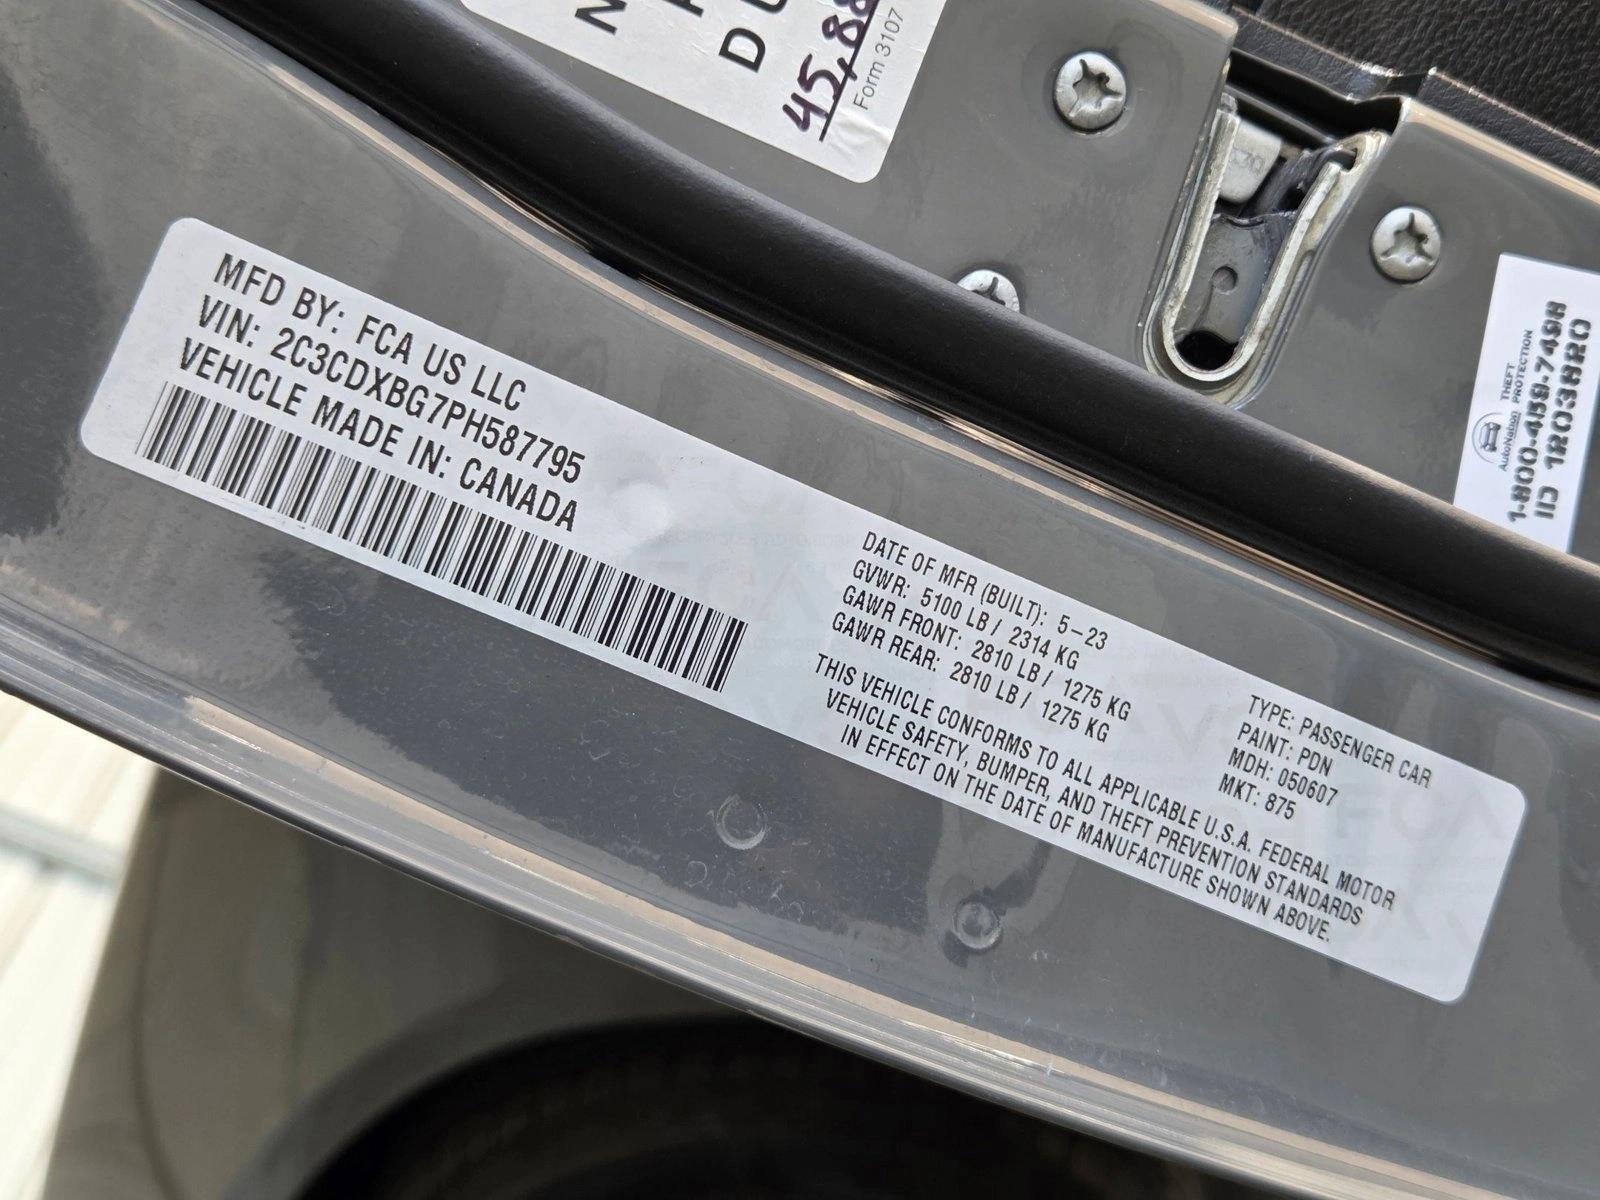 45,88
Form 3107
MFD BY: FCA US LLC
VIN: 2C3CDXBG7PH587795
VEHICLE MADE IN: CANADA
DATE OF MFR (BUILT): 5-23
GVWR: 5100 LB / 2314 KG
GAWR FRONT: 2810 LB / 1275 KG
GAWR REAR: 2810 LB / 1275 KG
TYPE: PASSENGER CAR
PAINT: PDN
MDH: 050607
MKT: 875
THIS VEHICLE CONFORMS TO ALL APPLICABLE U.S.A. FEDERAL MOTOR
VEHICLE SAFETY, BUMPER, AND THEFT PREVENTION STANDARDS
IN EFFECT ON THE DATE OF MANUFACTURE SHOWN ABOVE.
AutoNation THEFT PROTECTION
1-800-459-7498
ID 1203882D